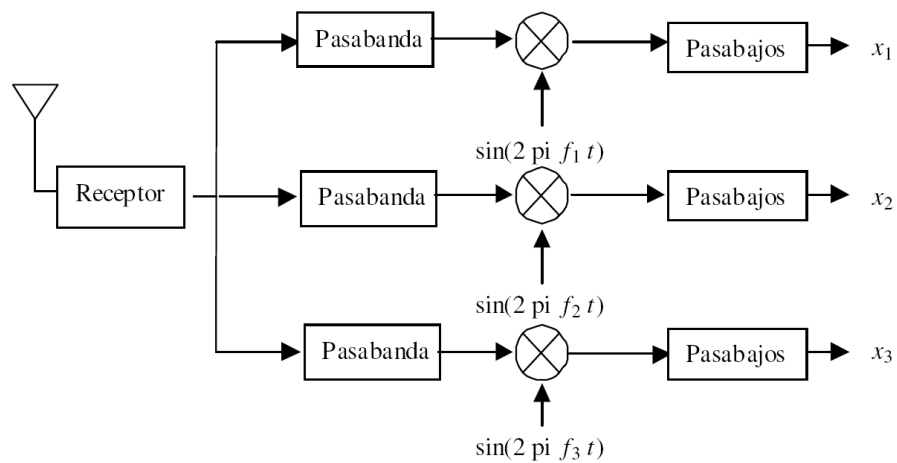 Pasabanda
Pasabajos
x₁
sin(2 pi f₁ t)
Receptor
Pasabanda
Pasabajos
x₂
sin(2 pi f₂ t)
Pasabanda
Pasabajos
x₃
sin(2 pi f₃ t)